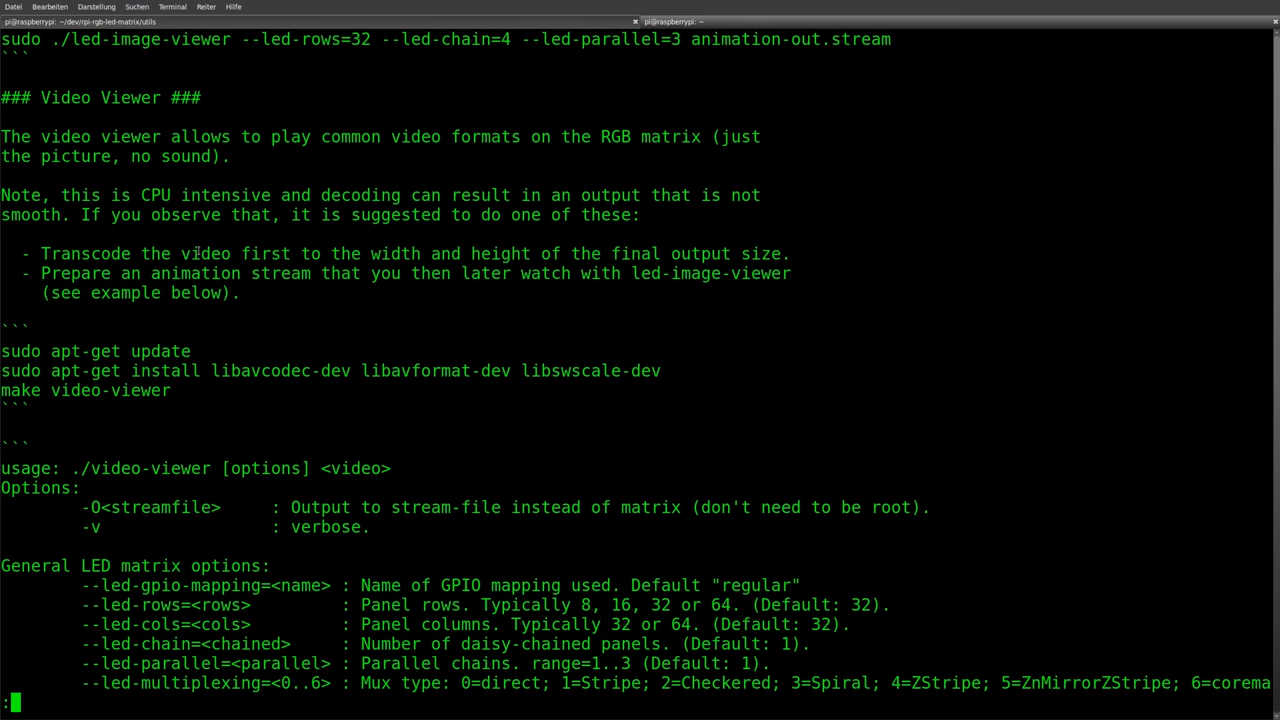 Datei Bearbeiten Darstellung Suchen Terminal Reiter Hilfe
pi@raspberrypi: ~/dev/rpi-rgb-led-matrix/utils
pi@raspberrypi: ~
sudo ./led-image-viewer --led-rows=32 --led-chain=4 --led-parallel=3 animation-out.stream
```
### Video Viewer ###
The video viewer allows to play common video formats on the RGB matrix (just
the picture, no sound).
Note, this is CPU intensive and decoding can result in an output that is not
smooth. If you observe that, it is suggested to do one of these:
- Transcode the video first to the width and height of the final output size.
- Prepare an animation stream that you then later watch with led-image-viewer
(see example below).
```
sudo apt-get update
sudo apt-get install libavcodec-dev libavformat-dev libswscale-dev
make video-viewer
```
```
usage: ./video-viewer [options] <video>
Options:
-O<streamfile> : Output to stream-file instead of matrix (don't need to be root).
-v : verbose.
General LED matrix options:
--led-gpio-mapping=<name> : Name of GPIO mapping used. Default "regular"
--led-rows=<rows> : Panel rows. Typically 8, 16, 32 or 64. (Default: 32).
--led-cols=<cols> : Panel columns. Typically 32 or 64. (Default: 32).
--led-chain=<chained> : Number of daisy-chained panels. (Default: 1).
--led-parallel=<parallel> : Parallel chains. range=1..3 (Default: 1).
--led-multiplexing=<0..6> : Mux type: 0=direct; 1=Stripe; 2=Checkered; 3=Spiral; 4=ZStripe; 5=ZnMirrorZStripe; 6=corema
: